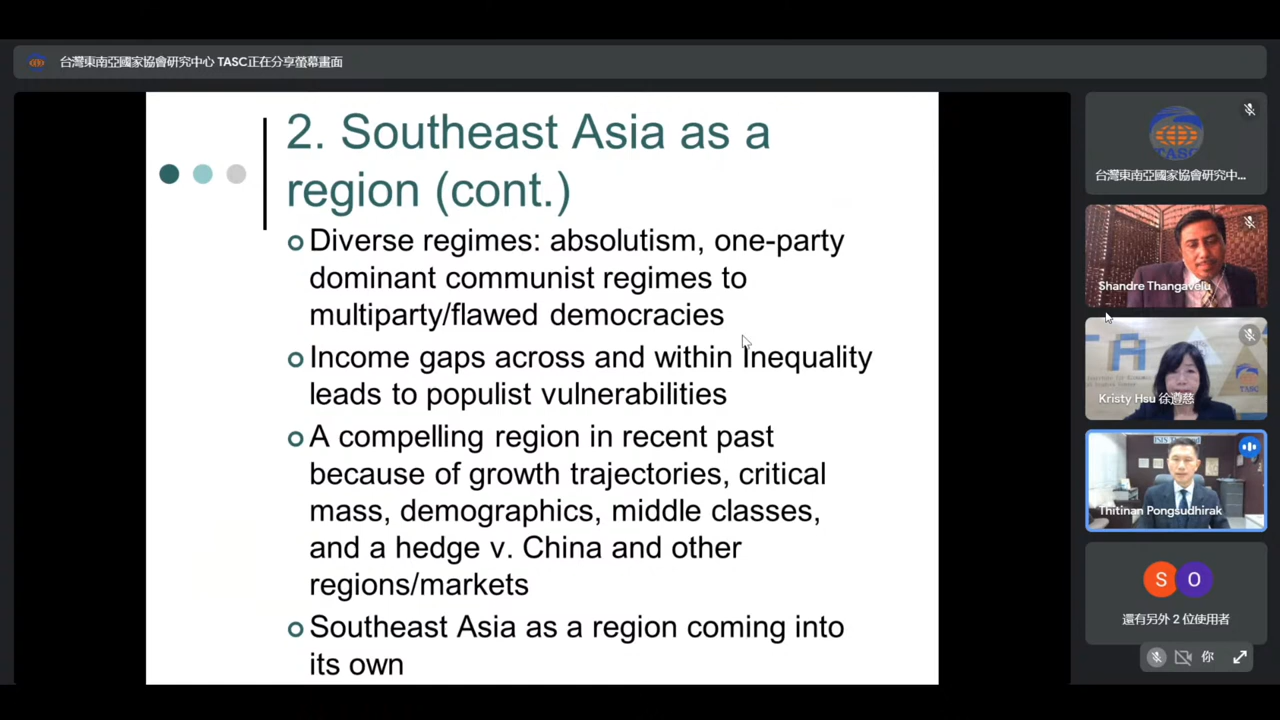 台灣東南亞國家協會研究中心 TASC正在分享螢幕畫面
2. Southeast Asia as a
region (cont.)
Diverse regimes: absolutism, one-party
dominant communist regimes to
multiparty/flawed democracies
Income gaps across and within Inequality
leads to populist vulnerabilities
A compelling region in recent past
because of growth trajectories, critical
mass, demographics, middle classes,
and a hedge v. China and other
regions/markets
Southeast Asia as a region coming into
its own
TASC
台灣東南亞國家協會研究中...
Shandre Thangavelu
TA
TASC
Kristy Hsu 徐遵慈
ISIS Thailand
Thitinan Pongsudhirak
S
O
還有另外 2 位使用者
你